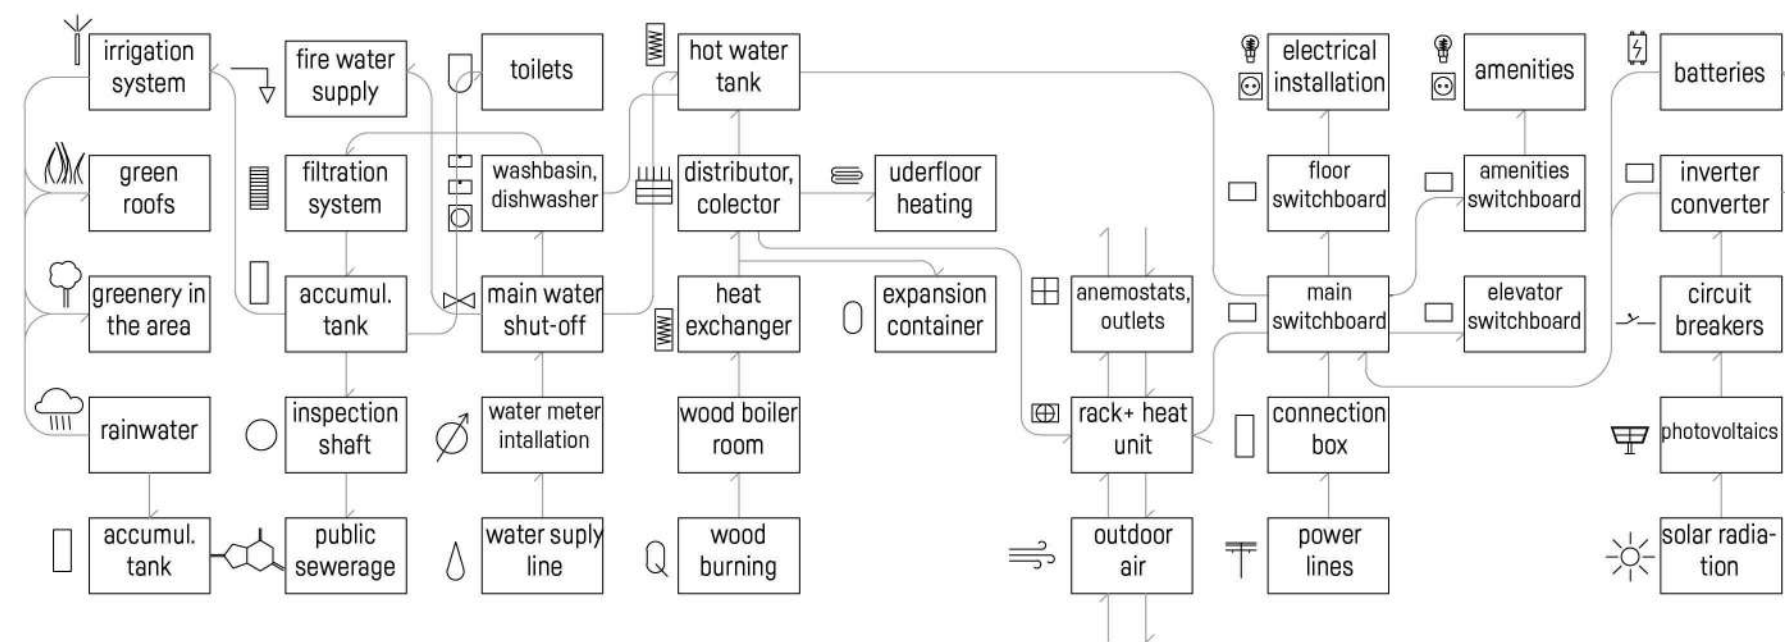 irrigation
system
fire water
supply
toilets
hot water
tank
electrical
installation
amenities
batteries
green
roofs
filtration
system
washbasin,
dishwasher
distributor,
colector
uderfloor
heating
floor
switchboard
amenities
switchboard
inverter
converter
greenery in
the area
accumul.
tank
main water
shut-off
heat
exchanger
expansion
container
anemostats,
outlets
main
switchboard
elevator
switchboard
circuit
breakers
rainwater
inspection
shaft
water meter
intallation
wood boiler
room
rack+ heat
unit
connection
box
photovoltaics
accumul.
tank
public
sewerage
water suply
line
wood
burning
outdoor
air
power
lines
solar radia-
tion